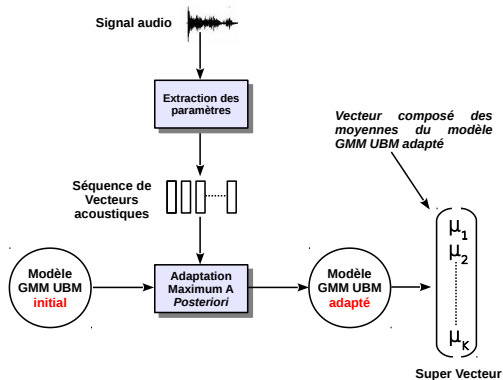 Signal audio
Extraction des
paramètres
Vecteur composé des
moyennes du modèle
GMM UBM adapté
Séquence de
Vecteurs
acoustiques
μ1
μ2
μK
Modèle
GMM UBM
initial
Adaptation
Maximum A
Posteriori
Modèle
GMM UBM
adapté
Super Vecteur